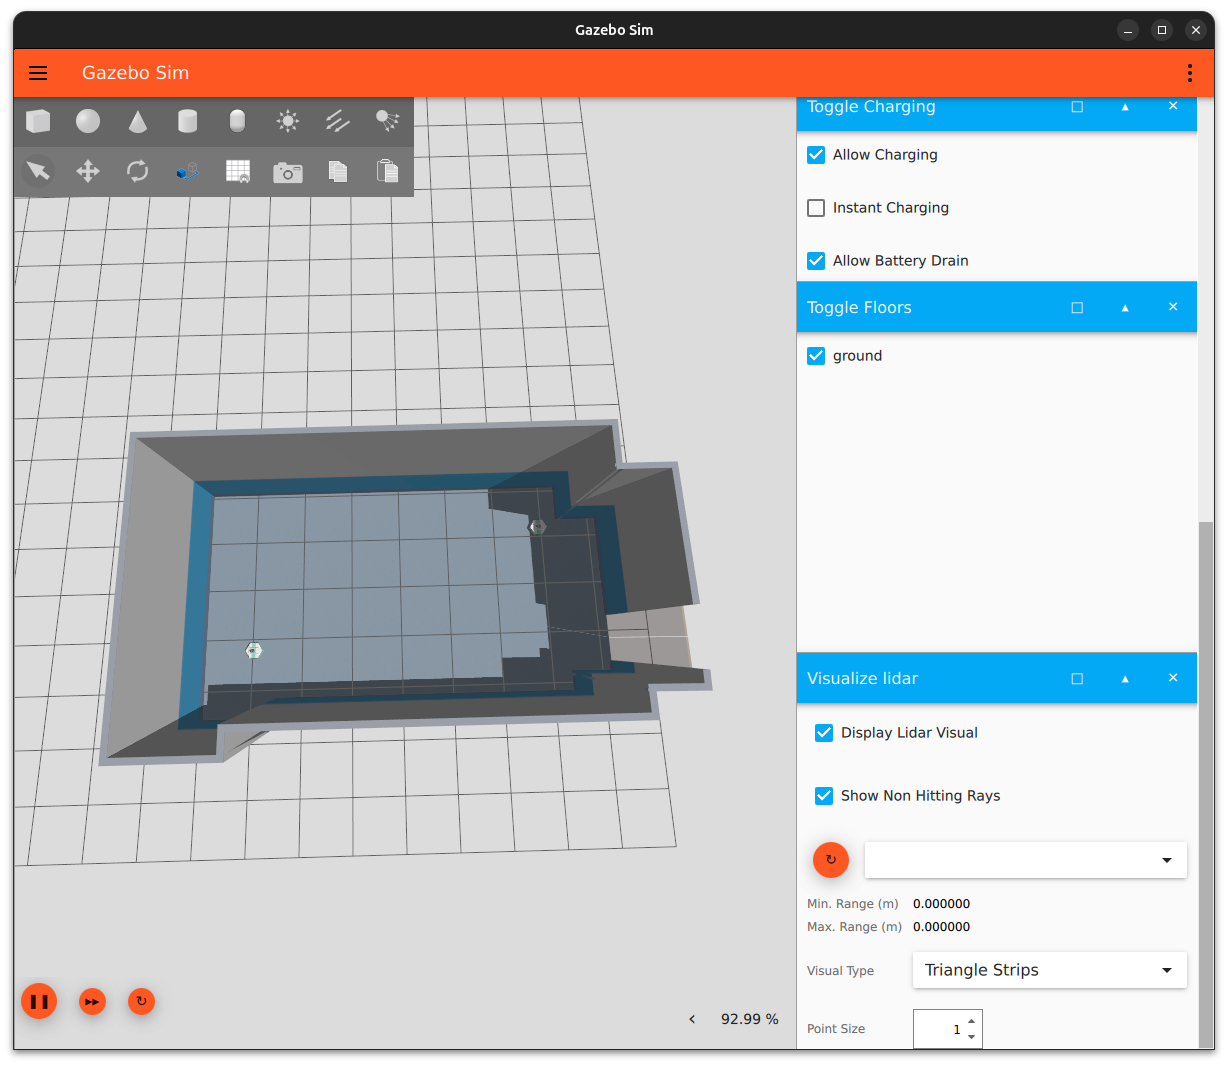 Gazebo Sim
Gazebo Sim
Toggle Charging
Allow Charging
Instant Charging
Allow Battery Drain
Toggle Floors
ground
Visualize lidar
Display Lidar Visual
Show Non Hitting Rays
Min. Range (m) 0.000000
Max. Range (m) 0.000000
Visual Type Triangle Strips
Point Size 1
92.99 %